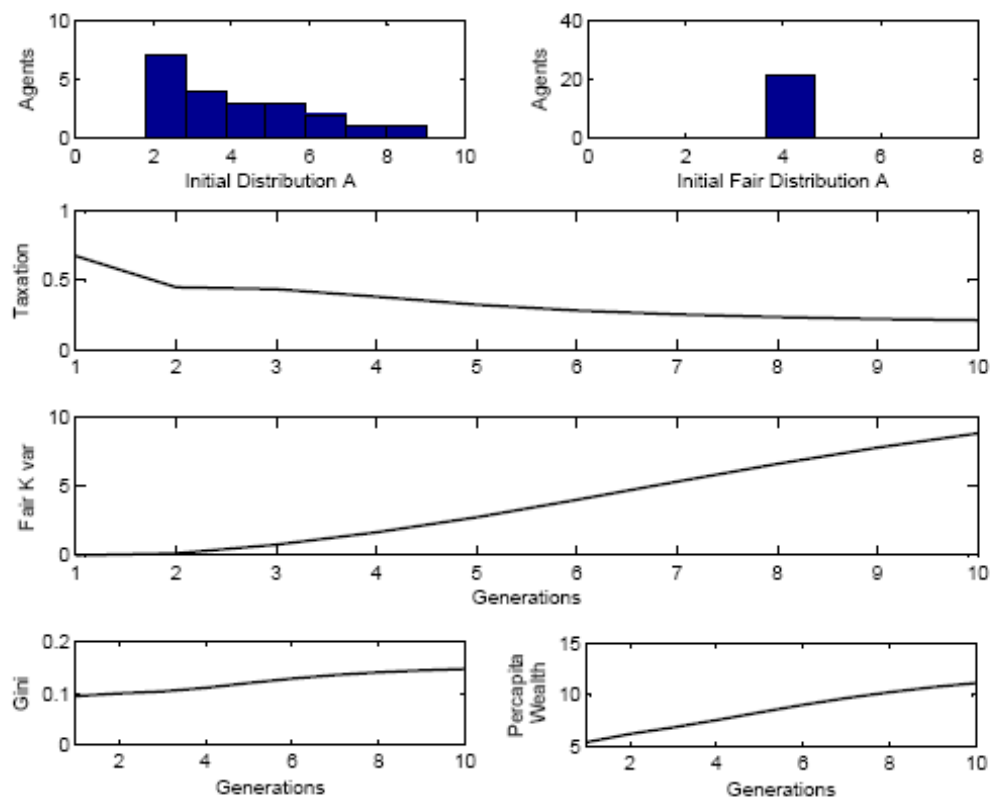 10
5
0
Agents
0 2 4 6 8 10
Initial Distribution A
40
20
0
Agents
0 2 4 6 8
Initial Fair Distribution A
1
0.5
0
Taxation
1 2 3 4 5 6 7 8 9 10
10
5
0
Fair K var
1 2 3 4 5 6 7 8 9 10
Generations
0.2
0.1
0
Gini
2 4 6 8 10
Generations
15
10
5
Percapita
Wealth
2 4 6 8 10
Generations